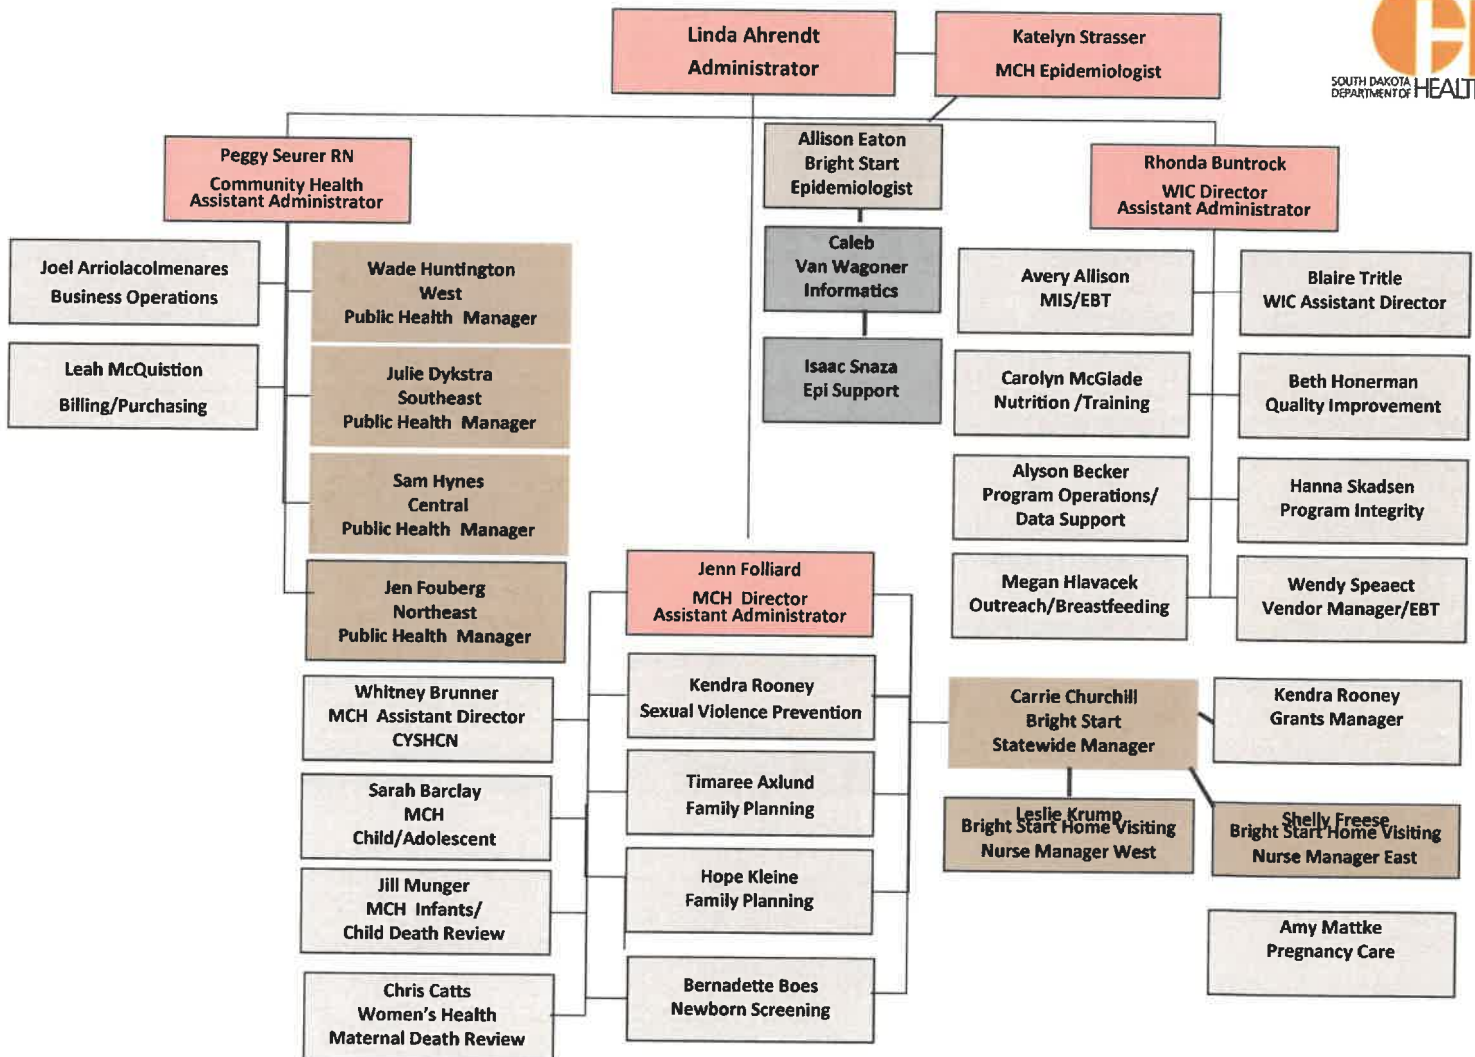 Linda Ahrendt
Administrator
Katelyn Strasser
MCH Epidemiologist
SOUTH DAKOTA
DEPARTMENT OF HEALTH
Peggy Seurer RN
Community Health
Assistant Administrator
Allison Eaton
Bright Start
Epidemiologist
Rhonda Buntrock
WIC Director
Assistant Administrator
Joel Arriolacolmenares
Business Operations
Wade Huntington
West
Public Health Manager
Caleb
Van Wagoner
Informatics
Avery Allison
MIS/EBT
Blaire Tritle
WIC Assistant Director
Leah McQuistion
Billing/Purchasing
Julie Dykstra
Southeast
Public Health Manager
Isaac Snaza
Epi Support
Carolyn McGlade
Nutrition /Training
Beth Honerman
Quality Improvement
Sam Hynes
Central
Public Health Manager
Alyson Becker
Program Operations/
Data Support
Hanna Skadsen
Program Integrity
Jen Fouberg
Northeast
Public Health Manager
Jenn Folliard
MCH Director
Assistant Administrator
Megan Hlavacek
Outreach/Breastfeeding
Wendy Speaect
Vendor Manager/EBT
Whitney Brunner
MCH Assistant Director
CYSHCN
Kendra Rooney
Sexual Violence Prevention
Carrie Churchill
Bright Start
Statewide Manager
Kendra Rooney
Grants Manager
Sarah Barclay
MCH
Child/Adolescent
Timaree Axlund
Family Planning
Leslie Krump
Bright Start Home Visiting
Nurse Manager West
Shelly Freese
Bright Start Home Visiting
Nurse Manager East
Jill Munger
MCH Infants/
Child Death Review
Hope Kleine
Family Planning
Amy Mattke
Pregnancy Care
Chris Catts
Women's Health
Maternal Death Review
Bernadette Boes
Newborn Screening